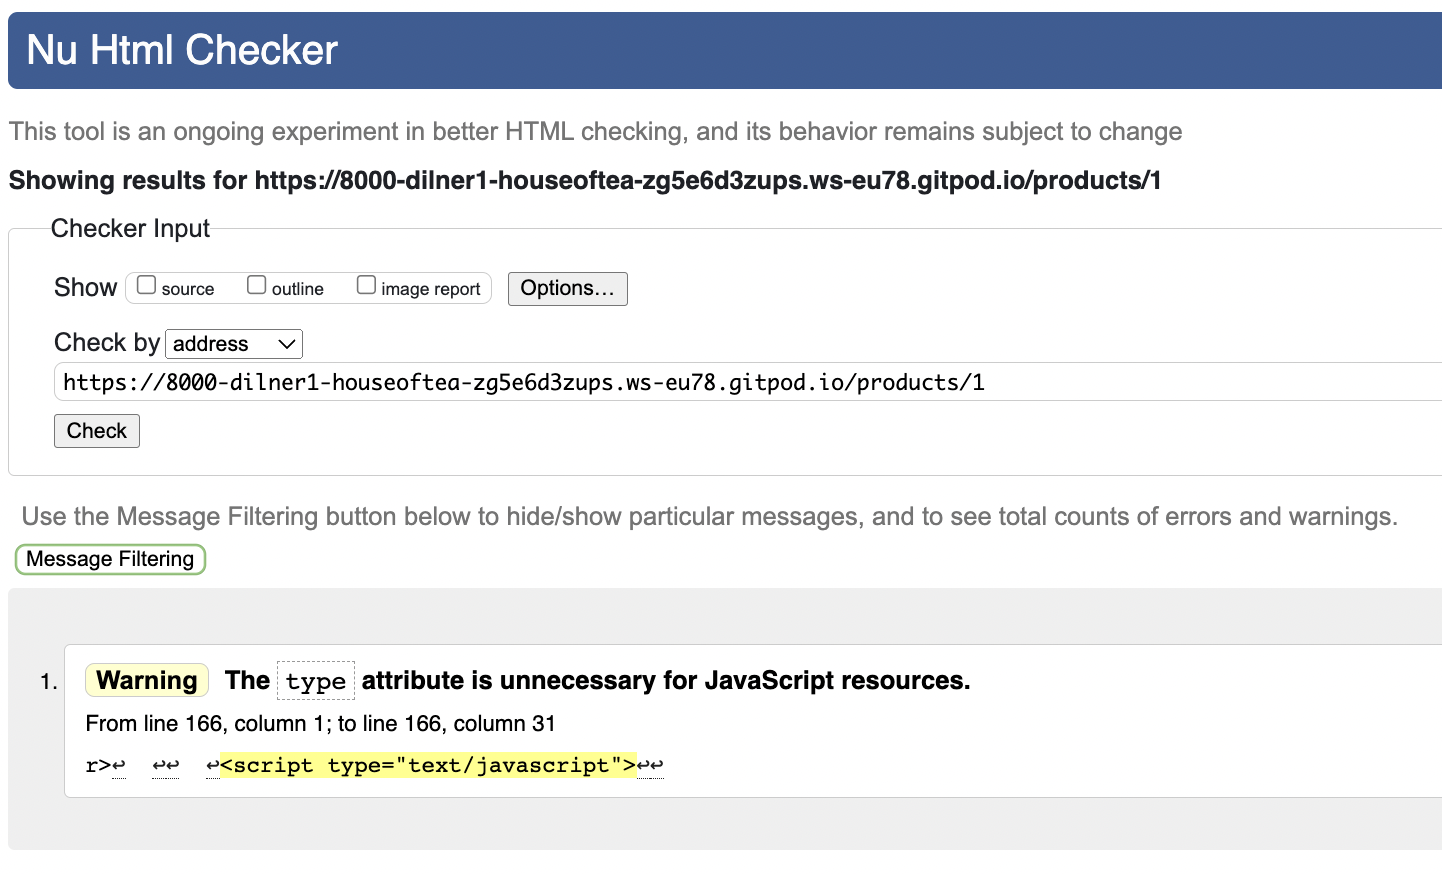 Nu Html Checker
This tool is an ongoing experiment in better HTML checking, and its behavior remains subject to change
Showing results for https://8000-dilner1-houseoftea-zg5e6d3zups.ws-eu78.gitpod.io/products/1
Checker Input
Show source outline image report Options...
Check by address
https://8000-dilner1-houseoftea-zg5e6d3zups.ws-eu78.gitpod.io/products/1
Check
Use the Message Filtering button below to hide/show particular messages, and to see total counts of errors and warnings.
Message Filtering
1. Warning The type attribute is unnecessary for JavaScript resources.
From line 166, column 1; to line 166, column 31
r>↩ ↩↩ ↩<script type="text/javascript">↩↩